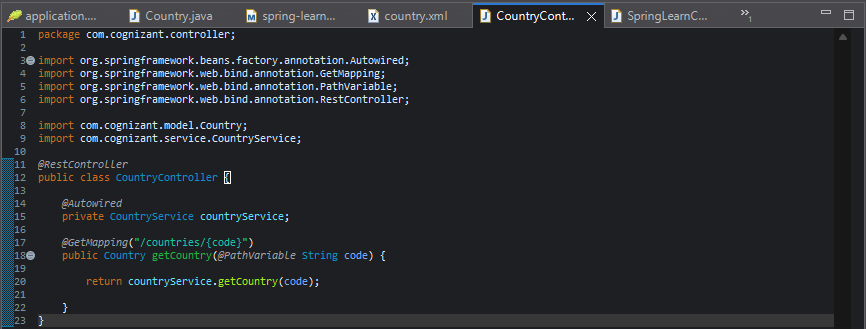 application.... Country.java spring-learn... country.xml CountryCont... SpringLearnC... »1
1 package com.cognizant.controller;
2
3 import org.springframework.beans.factory.annotation.Autowired;
4 import org.springframework.web.bind.annotation.GetMapping;
5 import org.springframework.web.bind.annotation.PathVariable;
6 import org.springframework.web.bind.annotation.RestController;
7
8 import com.cognizant.model.Country;
9 import com.cognizant.service.CountryService;
10
11 @RestController
12 public class CountryController {
13
14     @Autowired
15     private CountryService countryService;
16
17     @GetMapping("/countries/{code}")
18     public Country getCountry(@PathVariable String code) {
19
20         return countryService.getCountry(code);
21
22     }
23 }